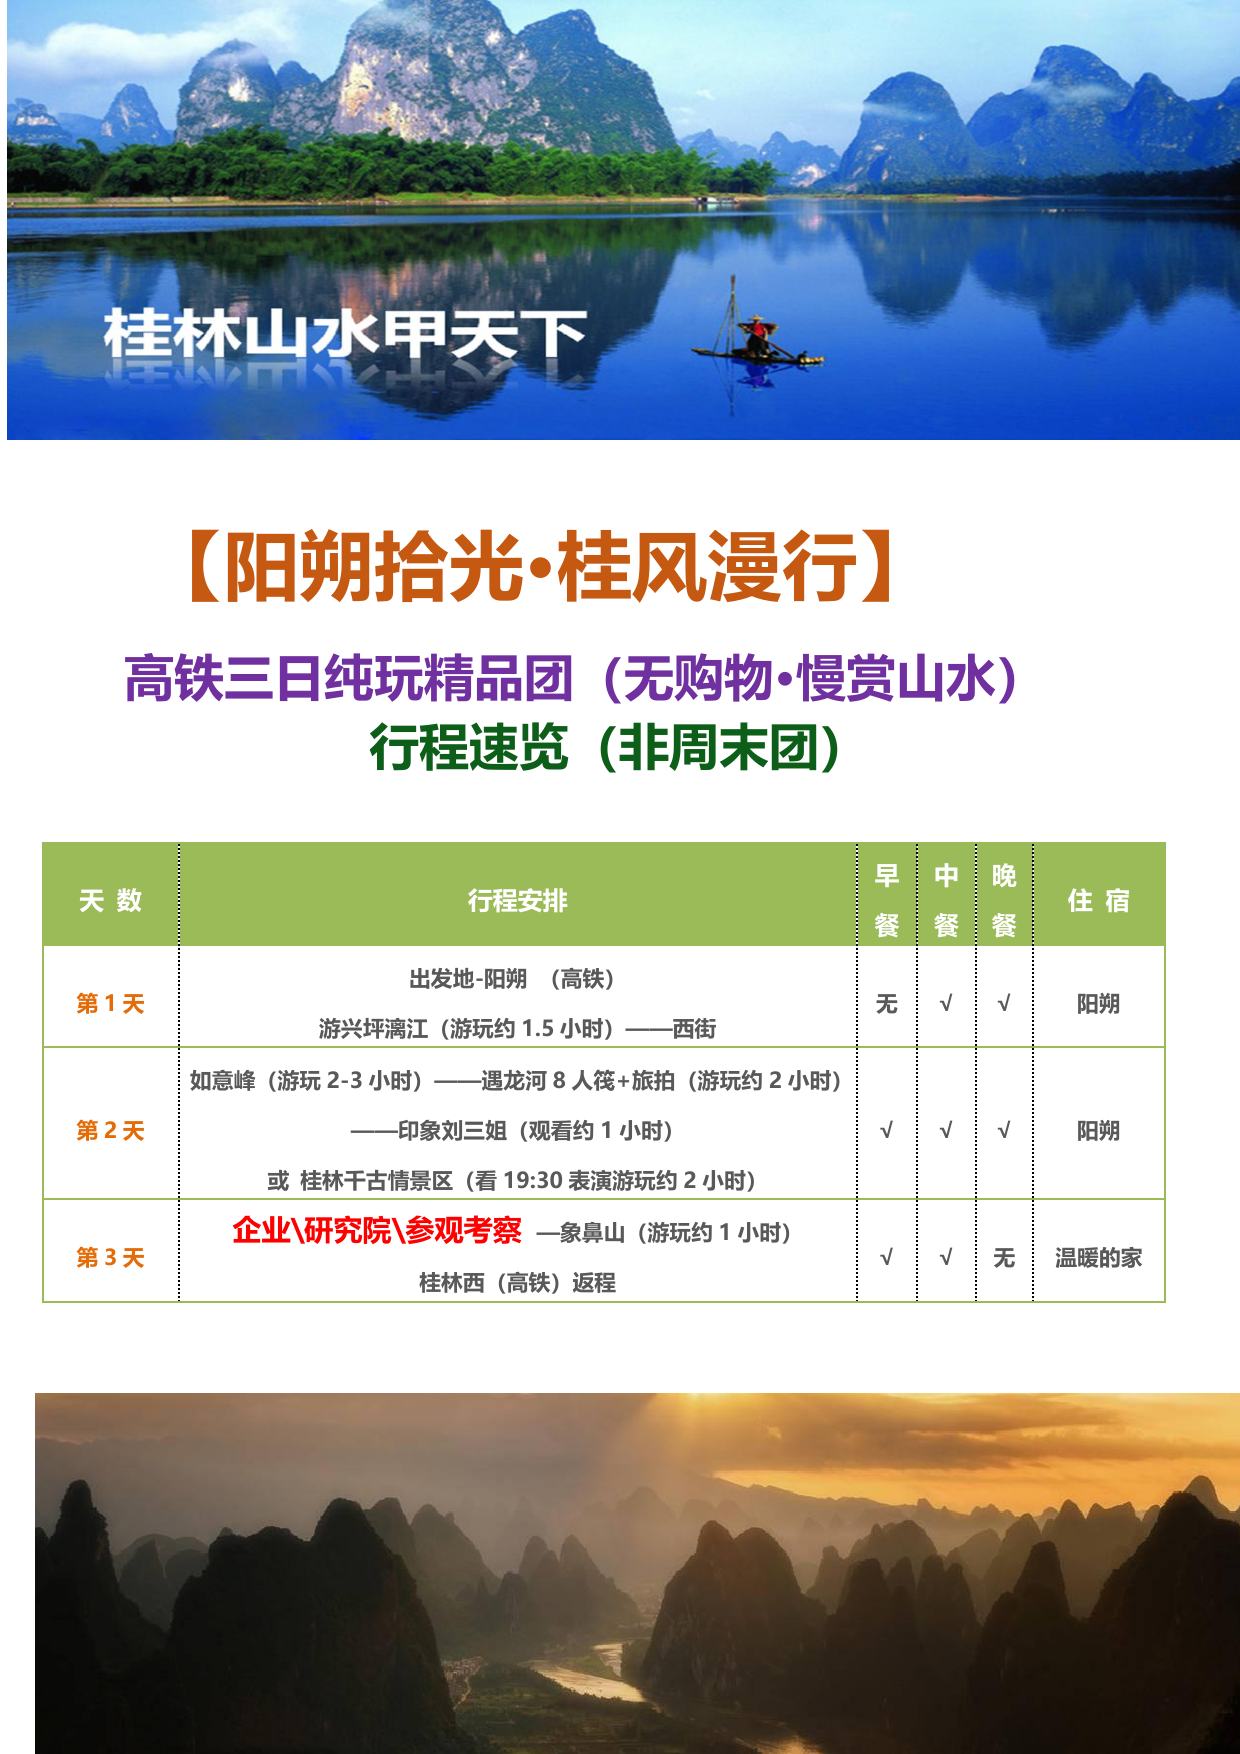 桂林山水甲天下
【阳朔拾光•桂风漫行】
高铁三日纯玩精品团（无购物•慢赏山水）
行程速览（非周末团）
天 数 行程安排 早餐 中餐 晚餐 住 宿
第 1 天
出发地-阳朔 （高铁）
游兴坪漓江（游玩约 1.5 小时）——西街
无 √ √ 阳朔
第 2 天
如意峰（游玩 2-3 小时）——遇龙河 8 人筏+旅拍（游玩约 2 小时）
——印象刘三姐（观看约 1 小时）
或 桂林千古情景区（看 19:30 表演游玩约 2 小时）
√ √ √ 阳朔
第 3 天
企业\研究院\参观考察 —象鼻山（游玩约 1 小时）
桂林西（高铁）返程
√ √ 无 温暖的家